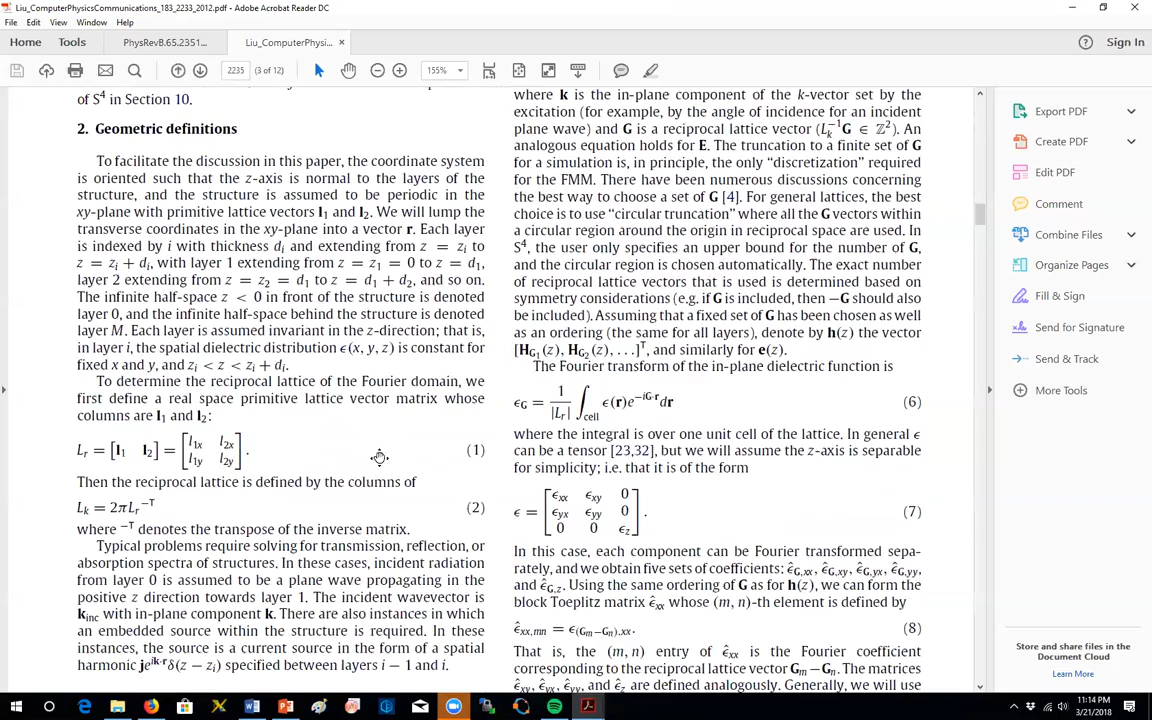 Liu_ComputerPhysicsCommunications_183_2233_2012.pdf - Adobe Acrobat Reader DC
File Edit View Window Help
Home Tools PhysRevB.65.2351... Liu_ComputerPhysi... ×
Sign In
2235 (3 of 12) 155%
of S⁴ in Section 10.
2. Geometric definitions
To facilitate the discussion in this paper, the coordinate system
is oriented such that the z-axis is normal to the layers of the
structure, and the structure is assumed to be periodic in the
xy-plane with primitive lattice vectors l₁ and l₂. We will lump the
transverse coordinates in the xy-plane into a vector r. Each layer
is indexed by i with thickness dᵢ and extending from z = zᵢ to
z = zᵢ + dᵢ, with layer 1 extending from z = z₁ = 0 to z = d₁,
layer 2 extending from z = z₂ = d₁ to z = d₁ + d₂, and so on.
The infinite half-space z < 0 in front of the structure is denoted
layer 0, and the infinite half-space behind the structure is denoted
layer M. Each layer is assumed invariant in the z-direction; that is,
in layer i, the spatial dielectric distribution ϵ(x, y, z) is constant for
fixed x and y, and zᵢ < z < zᵢ + dᵢ.
To determine the reciprocal lattice of the Fourier domain, we
first define a real space primitive lattice vector matrix whose
columns are l₁ and l₂:
L_r = [l₁ l₂] = [l₁ₓ l₂ₓ; l_1y l_2y]. (1)
Then the reciprocal lattice is defined by the columns of
L_k = 2πL_r^−T (2)
where ^−T denotes the transpose of the inverse matrix.
Typical problems require solving for transmission, reflection, or
absorption spectra of structures. In these cases, incident radiation
from layer 0 is assumed to be a plane wave propagating in the
positive z direction towards layer 1. The incident wavevector is
k_inc with in-plane component k. There are also instances in which
an embedded source within the structure is required. In these
instances, the source is a current source in the form of a spatial
harmonic je^{ik·r}δ(z − zᵢ) specified between layers i − 1 and i.
where k is the in-plane component of the k-vector set by the
excitation (for example, by the angle of incidence for an incident
plane wave) and G is a reciprocal lattice vector (L_k^−1 G ∈ ℤ²). An
analogous equation holds for E. The truncation to a finite set of G
for a simulation is, in principle, the only “discretization” required
for the FMM. There have been numerous discussions concerning
the best way to choose a set of G [4]. For general lattices, the best
choice is to use “circular truncation” where all the G vectors within
a circular region around the origin in reciprocal space are used. In
S⁴, the user only specifies an upper bound for the number of G,
and the circular region is chosen automatically. The exact number
of reciprocal lattice vectors that is used is determined based on
symmetry considerations (e.g. if G is included, then −G should also
be included). Assuming that a fixed set of G has been chosen as well
as an ordering (the same for all layers), denote by h(z) the vector
[H_G₁(z), H_G₂(z), . . .]ᵀ, and similarly for e(z).
The Fourier transform of the in-plane dielectric function is
ϵ_G = 1/|L_r| ∫_cell ϵ(r)e^{−iG·r}dr (6)
where the integral is over one unit cell of the lattice. In general ϵ
can be a tensor [23,32], but we will assume the z-axis is separable
for simplicity; i.e. that it is of the form
ϵ = [ϵ_xx ϵ_xy 0; ϵ_yx ϵ_yy 0; 0 0 ϵ_z]. (7)
In this case, each component can be Fourier transformed sepa-
rately, and we obtain five sets of coefficients: ϵ̂_G,xx, ϵ̂_G,xy, ϵ̂_G,yx, ϵ̂_G,yy,
and ϵ̂_G,z. Using the same ordering of G as for h(z), we can form the
block Toeplitz matrix ϵ̂_xx whose (m, n)-th element is defined by
ϵ̂_xx,mn = ϵ_(G_m−G_n),xx. (8)
That is, the (m, n) entry of ϵ̂_xx is the Fourier coefficient
corresponding to the reciprocal lattice vector G_m−G_n. The matrices
ϵ̂_xy, ϵ̂_yx, ϵ̂_yy, and ϵ̂_z are defined analogously. Generally, we will use
Export PDF
Create PDF
Edit PDF
Comment
Combine Files
Organize Pages
Fill & Sign
Send for Signature
Send & Track
More Tools
Store and share files in the
Document Cloud
Learn More
11:14 PM
3/21/2018